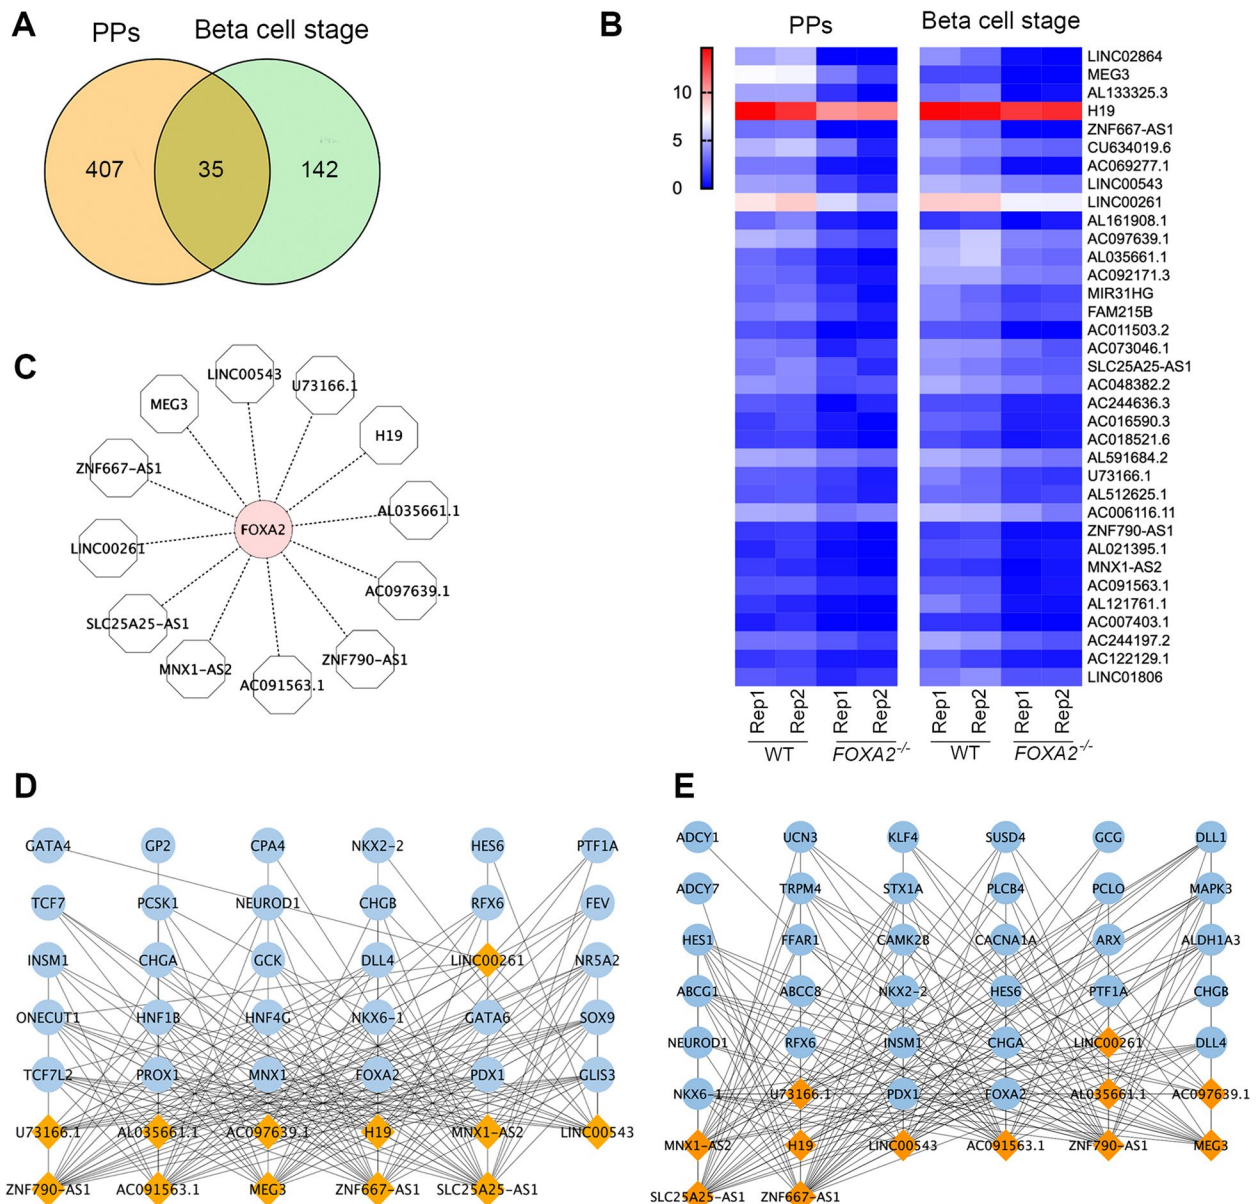 A
PPs
Beta cell stage
407
35
142
B
PPs
Beta cell stage
10
5
0
LINC02864
MEG3
AL133325.3
H19
ZNF667-AS1
CU634019.6
AC069277.1
LINC00543
LINC00261
AL161908.1
AC097639.1
AL035661.1
AC092171.3
MIR31HG
FAM215B
AC011503.2
AC073046.1
SLC25A25-AS1
AC048382.2
AC244636.3
AC016590.3
AC018521.6
AL591684.2
U73166.1
AL512625.1
AC006116.11
ZNF790-AS1
AL021395.1
MNX1-AS2
AC091563.1
AL121761.1
AC007403.1
AC244197.2
AC122129.1
LINC01806
Rep1 Rep2 Rep1 Rep2 Rep1 Rep2 Rep1 Rep2
WT FOXA2-/- WT FOXA2-/-
C
LINC00543
U73166.1
MEG3
H19
ZNF667-AS1
AL035661.1
FOXA2
LINC00261
AC097639.1
SLC25A25-AS1
ZNF790-AS1
MNX1-AS2
AC091563.1
D
GATA4 GP2 CPA4 NKX2-2 HES6 PTF1A
TCF7 PCSK1 NEUROD1 CHGB RFX6 FEV
INSM1 CHGA GCK DLL4 LINC00261 NR5A2
ONECUT1 HNF1B HNF4G NKX6-1 GATA6 SOX9
TCF7L2 PROX1 MNX1 FOXA2 PDX1 GLIS3
U73166.1 AL035661.1 AC097639.1 H19 MNX1-AS2 LINC00543
ZNF790-AS1 AC091563.1 MEG3 ZNF667-AS1 SLC25A25-AS1
E
ADCY1 UCN3 KLF4 SUSD4 GCG DLL1
ADCY7 TRPM4 STX1A PLCB4 PCLO MAPK3
HES1 FFAR1 CAMK2B CACNA1A ARX ALDH1A3
ABCG1 ABCC8 NKX2-2 HES6 PTF1A CHGB
NEUROD1 RFX6 INSM1 CHGA LINC00261 DLL4
NKX6-1 U73166.1 PDX1 FOXA2 AL035661.1 AC097639.1
MNX1-AS2 H19 LINC00543 AC091563.1 ZNF790-AS1 MEG3
SLC25A25-AS1 ZNF667-AS1